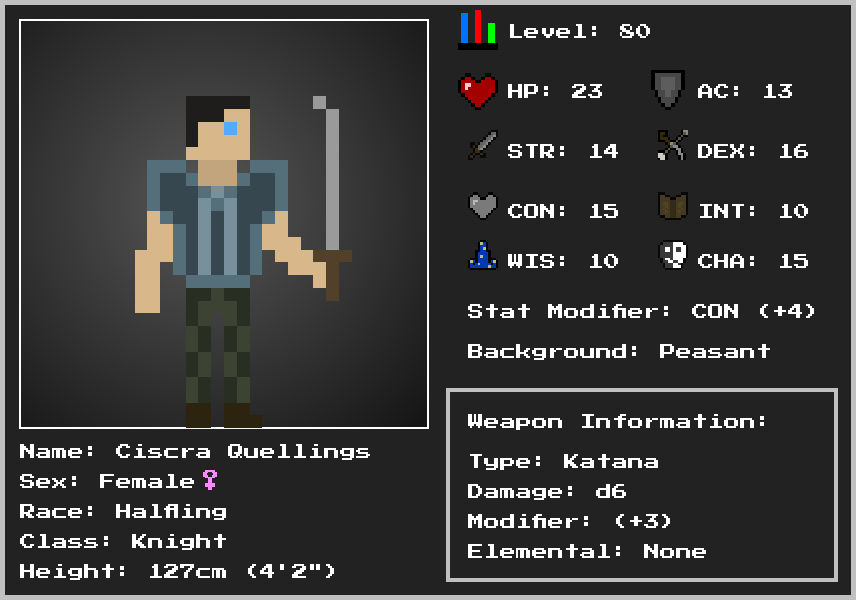 Level: 80
HP: 23 AC: 13
STR: 14 DEX: 16
CON: 15 INT: 10
WIS: 10 CHA: 15
Stat Modifier: CON (+4)
Background: Peasant
Weapon Information:
Type: Katana
Damage: d6
Modifier: (+3)
Elemental: None
Name: Ciscra Quellings
Sex: Female♀
Race: Halfling
Class: Knight
Height: 127cm (4'2")